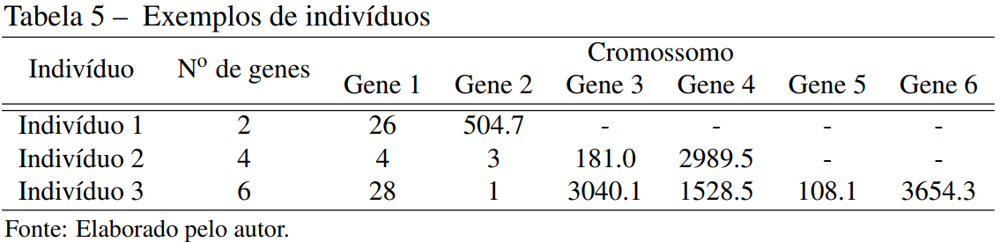 Tabela 5 – Exemplos de indivíduos
Indivíduo Nº de genes Cromossomo
Gene 1 Gene 2 Gene 3 Gene 4 Gene 5 Gene 6
Indivíduo 1 2 26 504.7 - - - -
Indivíduo 2 4 4 3 181.0 2989.5 - -
Indivíduo 3 6 28 1 3040.1 1528.5 108.1 3654.3
Fonte: Elaborado pelo autor.